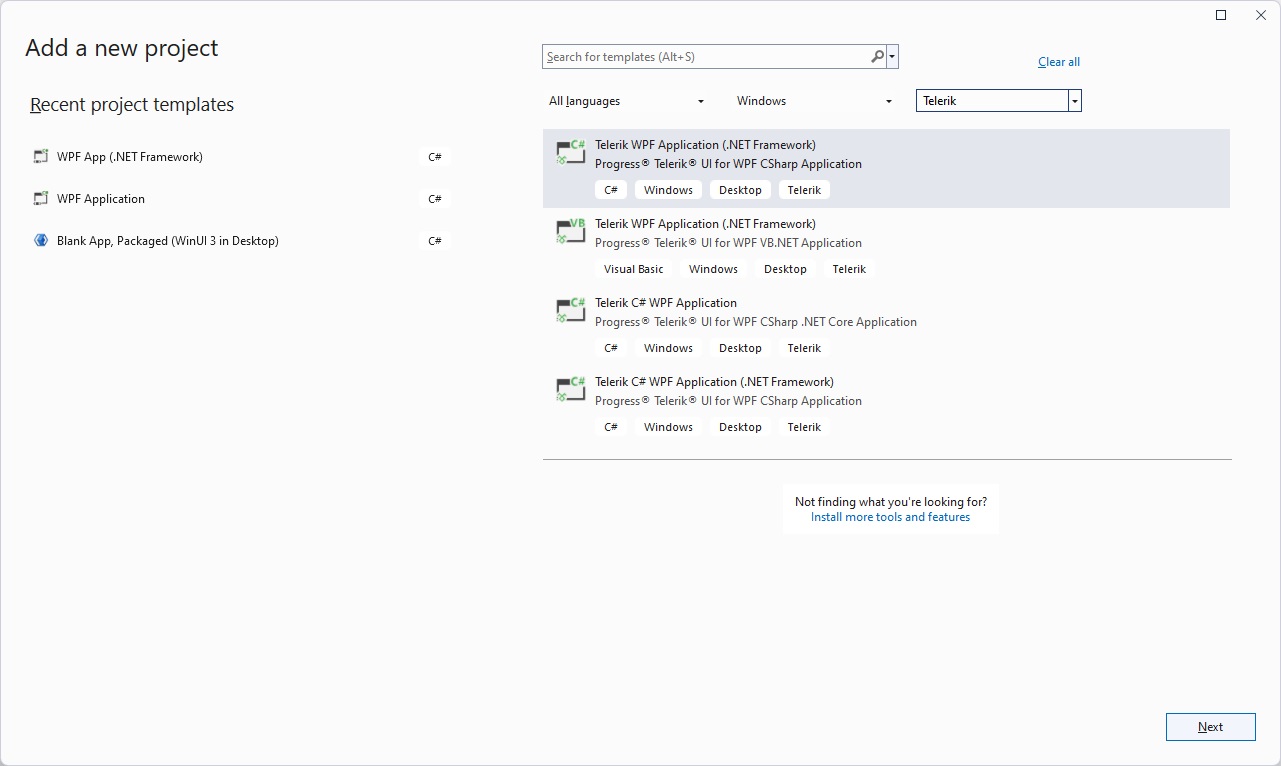 Add a new project
Recent project templates
WPF App (.NET Framework) C#
WPF Application C#
Blank App, Packaged (WinUI 3 in Desktop) C#
Search for templates (Alt+S)
Clear all
All languages Windows Telerik
C#
Telerik WPF Application (.NET Framework)
Progress® Telerik® UI for WPF CSharp Application
C# Windows Desktop Telerik
VB
Telerik WPF Application (.NET Framework)
Progress® Telerik® UI for WPF VB.NET Application
Visual Basic Windows Desktop Telerik
C#
Telerik C# WPF Application
Progress® Telerik® UI for WPF CSharp .NET Core Application
C# Windows Desktop Telerik
C#
Telerik C# WPF Application (.NET Framework)
Progress® Telerik® UI for WPF CSharp Application
C# Windows Desktop Telerik
Not finding what you're looking for?
Install more tools and features
Next